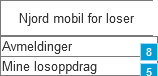 Njord mobil for loser
Avmeldinger 8
Mine losoppdrag 5